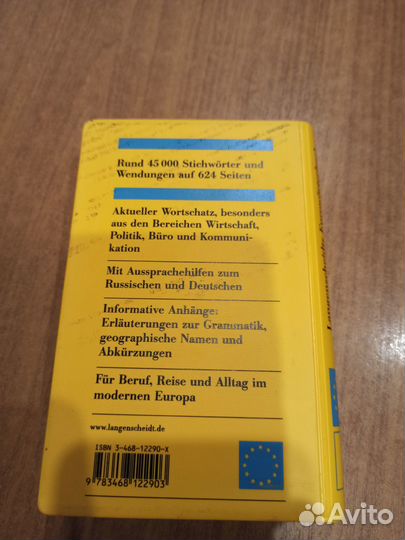 Rund 45 000 Stichwörter und
Wendungen auf 624 Seiten
Aktueller Wortschatz, besonders
aus den Bereichen Wirtschaft,
Politik, Büro und Kommuni-
kation
Mit Aussprachehilfen zum
Russischen und Deutschen
Informative Anhänge:
Erläuterungen zur Grammatik,
geographische Namen und
Abkürzungen
Für Beruf, Reise und Alltag im
modernen Europa
www.langenscheidt.de
ISBN 3-468-12290-X
9 783468 122903
Avito